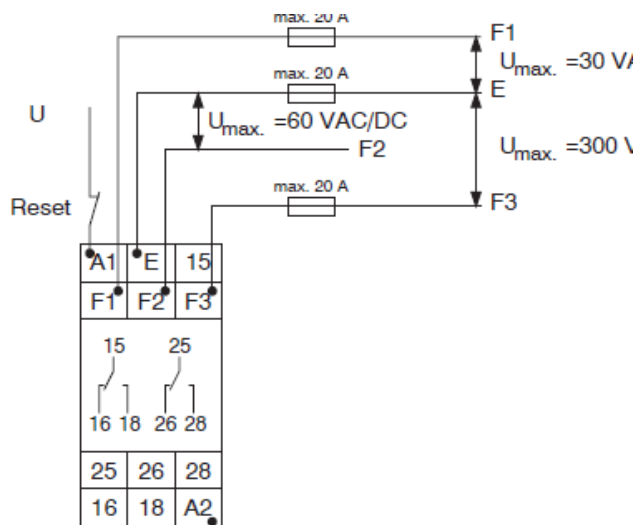 max. 20 A
F1
Umax. =30 VA
max. 20 A
E
U
Umax. =60 VAC/DC
F2
Umax. =300 V
max. 20 A
Reset
F3
A1 E 15
F1 F2 F3
15 25
16 18 26 28
25 26 28
16 18 A2